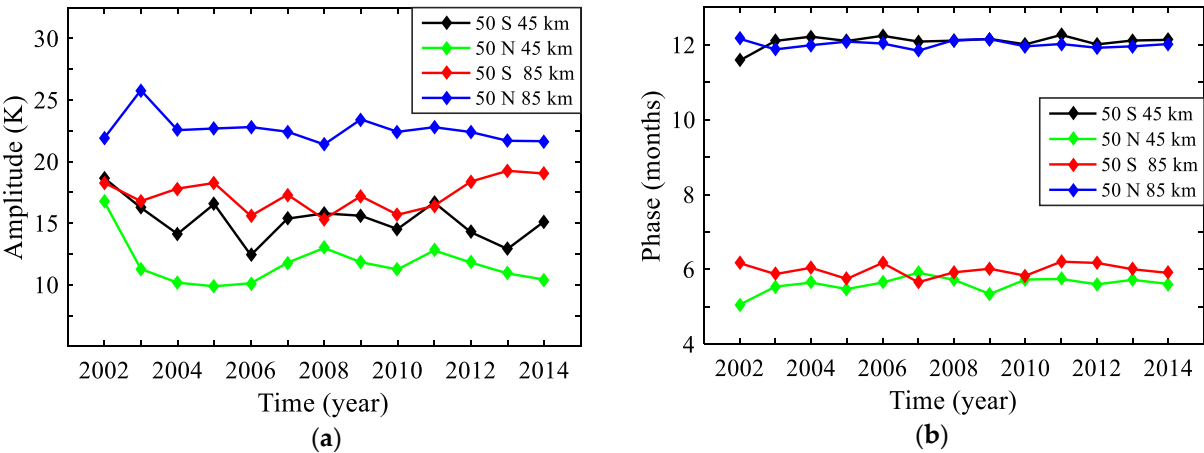 30
25
20
15
10
Amplitude (K)
50 S 45 km
50 N 45 km
50 S 85 km
50 N 85 km
2002 2004 2006 2008 2010 2012 2014
Time (year)
(a)
12
10
8
6
4
Phase (months)
50 S 45 km
50 N 45 km
50 S 85 km
50 N 85 km
2002 2004 2006 2008 2010 2012 2014
Time (year)
(b)